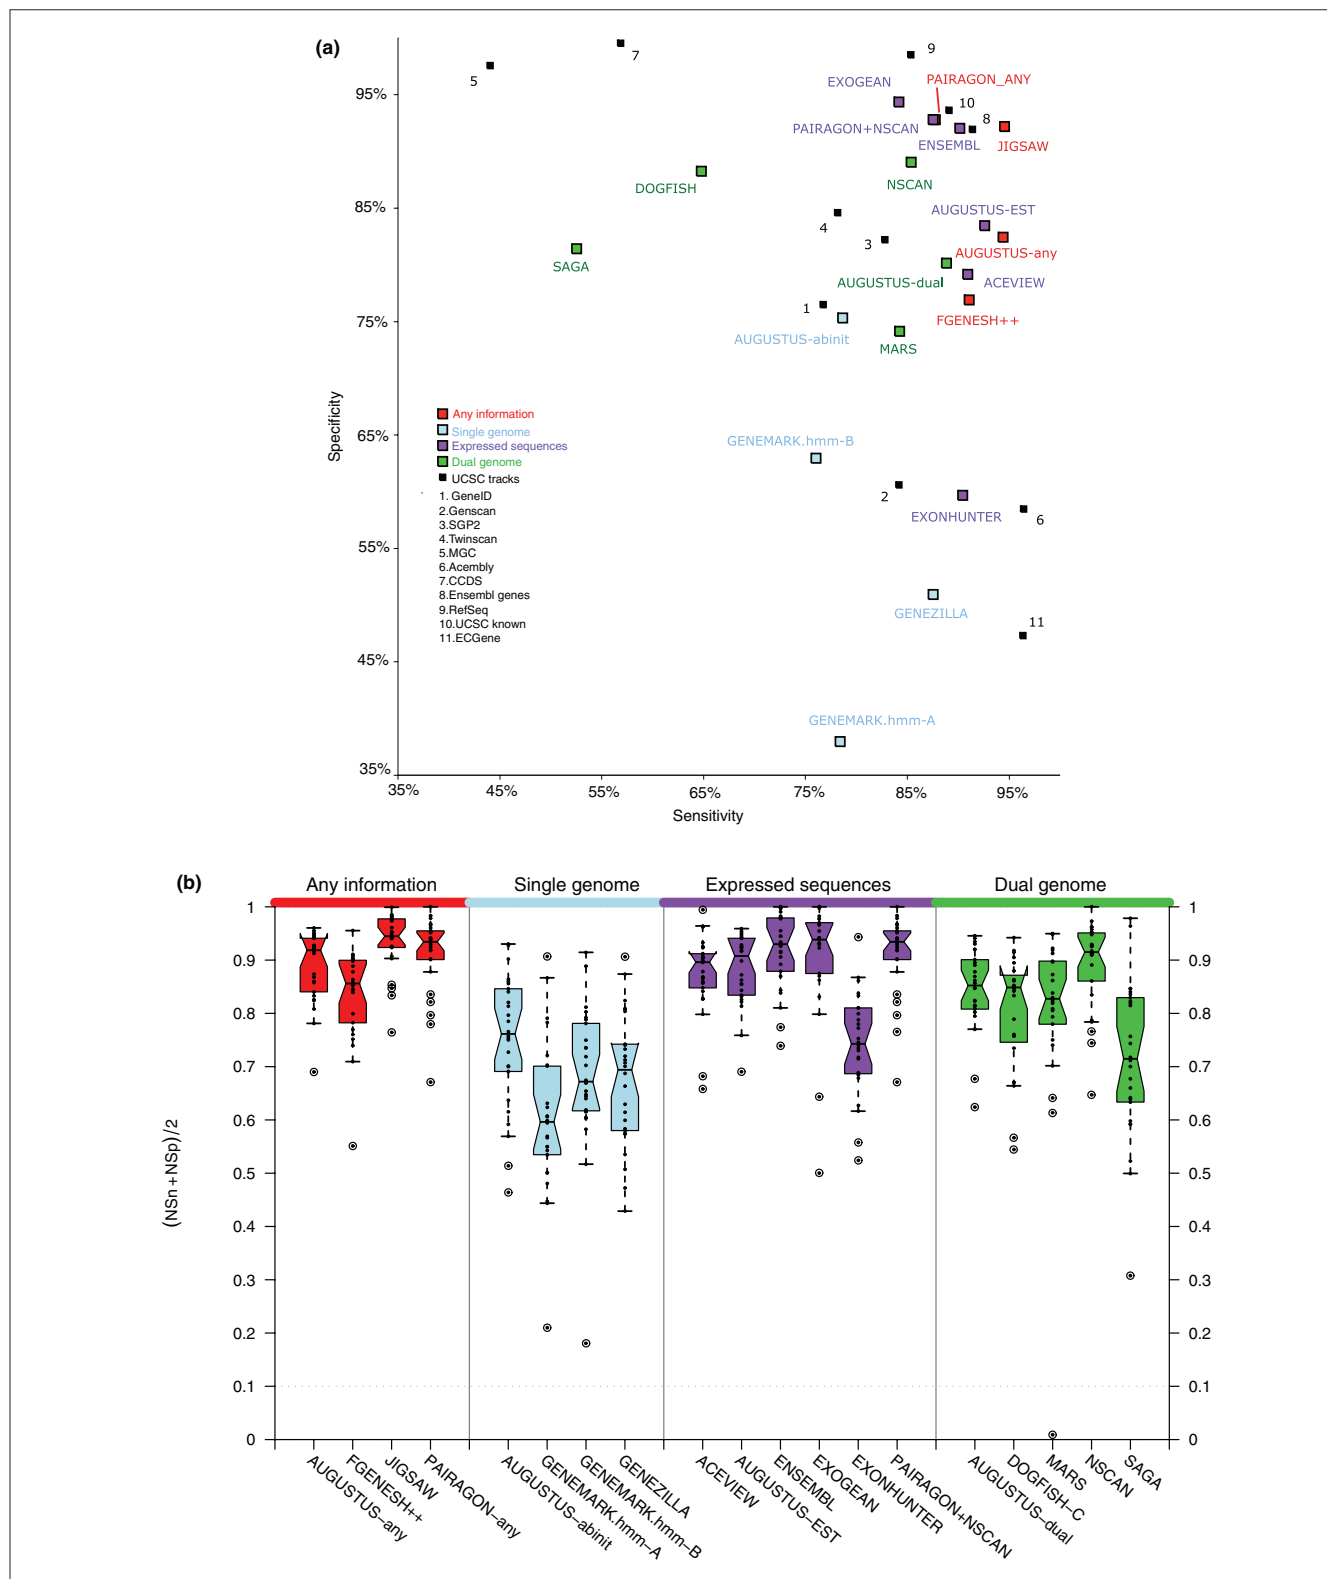 (a)
7
9
5
EXOGEAN
PAIRAGON_ANY
10
8
PAIRAGON+NSCAN
ENSEMBL
JIGSAW
NSCAN
DOGFISH
AUGUSTUS-EST
4
3
AUGUSTUS-any
SAGA
AUGUSTUS-dual
ACEVIEW
1
FGENESH++
AUGUSTUS-abinit
MARS
GENEMARK.hmm-B
2
EXONHUNTER
6
GENEZILLA
11
GENEMARK.hmm-A
95%
85%
75%
65%
55%
45%
35%
Specificity
Any information
Single genome
Expressed sequences
Dual genome
UCSC tracks
1. GeneID
2.Genscan
3.SGP2
4.Twinscan
5.MGC
6.Acembly
7.CCDS
8.Ensembl genes
9.RefSeq
10.UCSC known
11.ECGene
35% 45% 55% 65% 75% 85% 95%
Sensitivity
(b)
Any information Single genome Expressed sequences Dual genome
1 1
0.9 0.9
0.8 0.8
0.7 0.7
0.6 0.6
0.5 0.5
0.4 0.4
0.3 0.3
0.2 0.2
0.1 0.1
0 0
(NSn+NSp)/2
AUGUSTUS–any
FGENESH++
JIGSAW
PAIRAGON–any
AUGUSTUS–abinit
GENEMARK.hmm–A
GENEMARK.hmm–B
GENEZILLA
ACEVIEW
AUGUSTUS–EST
ENSEMBL
EXOGEAN
EXONHUNTER
PAIRAGON+NSCAN
AUGUSTUS–dual
DOGFISH–C
MARS
NSCAN
SAGA